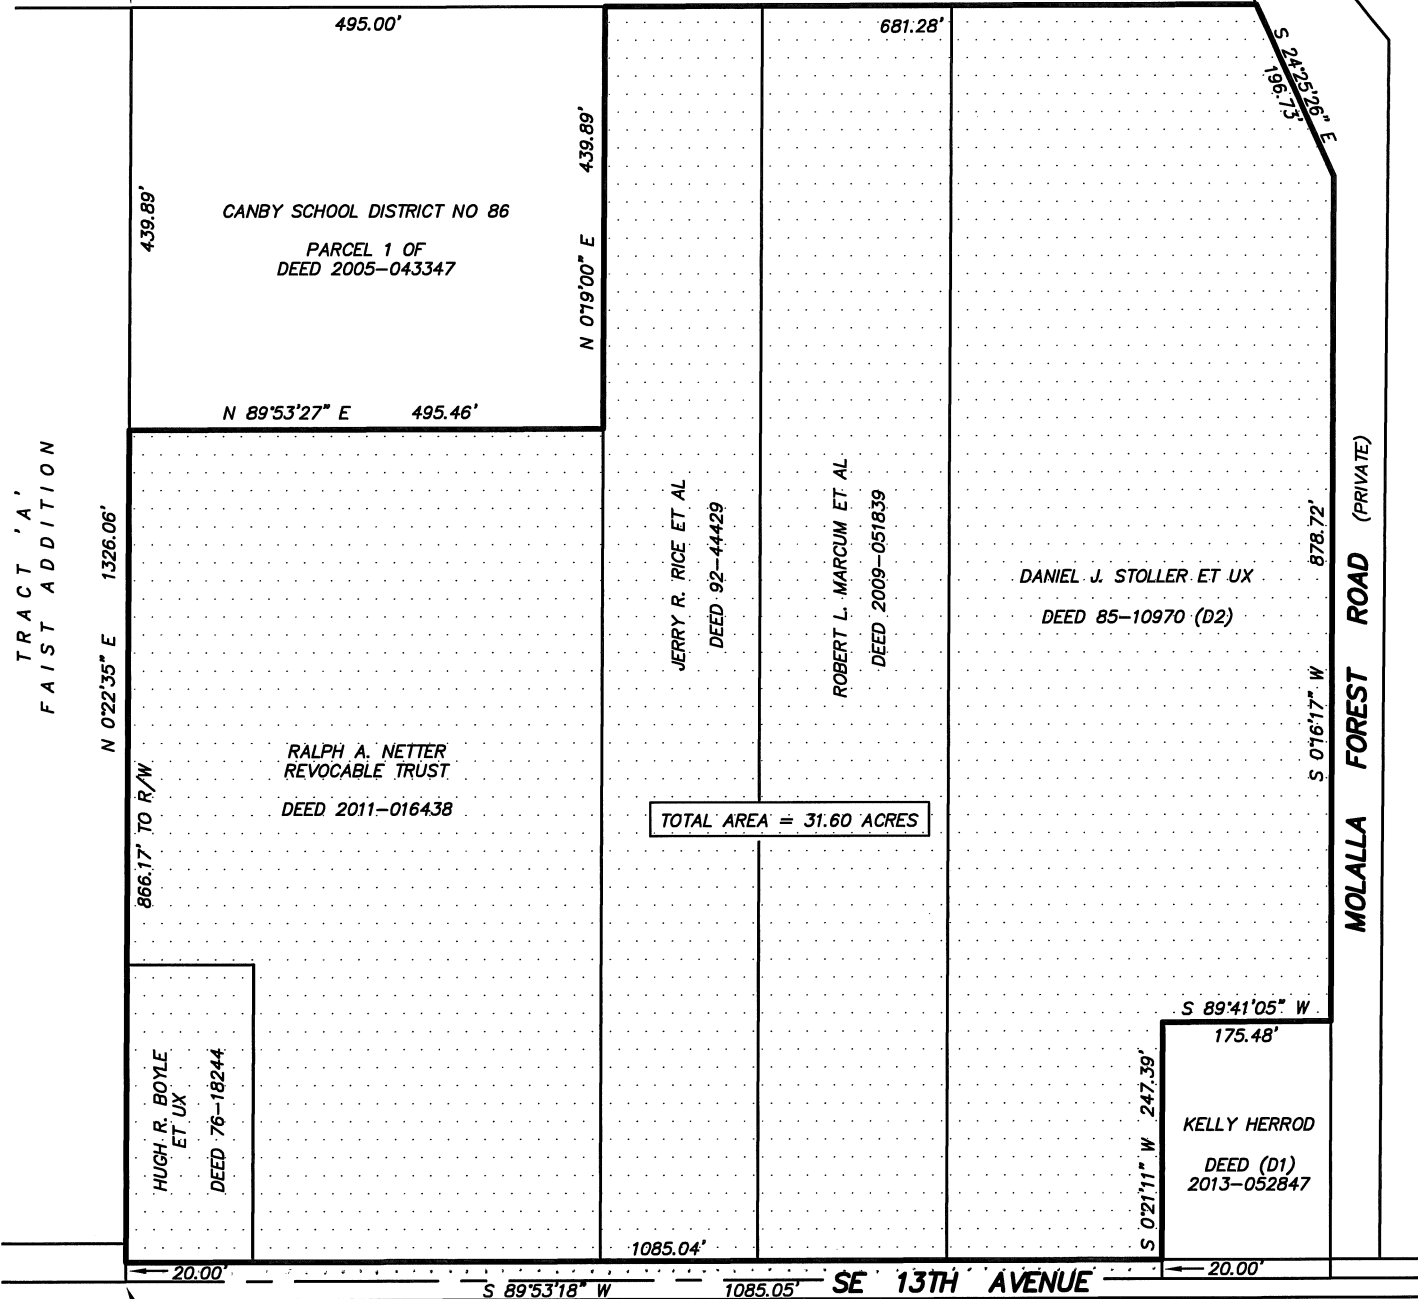 495.00'
681.28'
S 24°25'26" E
196.73'
439.89'
439.89'
N 0°19'00" E
CANBY SCHOOL DISTRICT NO 86
PARCEL 1 OF
DEED 2005-043347
N 89°53'27" E 495.46'
TRACT 'A'
FAIST ADDITION
N 0°22'35" E 1326.06'
866.17' TO R/W
RALPH A. NETTER
REVOCABLE TRUST
DEED 2011-016438
JERRY R. RICE ET AL
DEED 92-44429
ROBERT L. MARCUM ET AL
DEED 2009-051839
DANIEL J. STOLLER ET UX
DEED 85-10970 (D2)
TOTAL AREA = 31.60 ACRES
S 0°16'17" W 878.72'
MOLALLA FOREST ROAD (PRIVATE)
HUGH R. BOYLE
ET UX
DEED 76-18244
S 89°41'05" W
175.48'
S 0°21'11" W 247.39'
KELLY HERROD
DEED (D1)
2013-052847
1085.04'
20.00'
20.00'
S 89°53'18" W 1085.05'
SE 13TH AVENUE